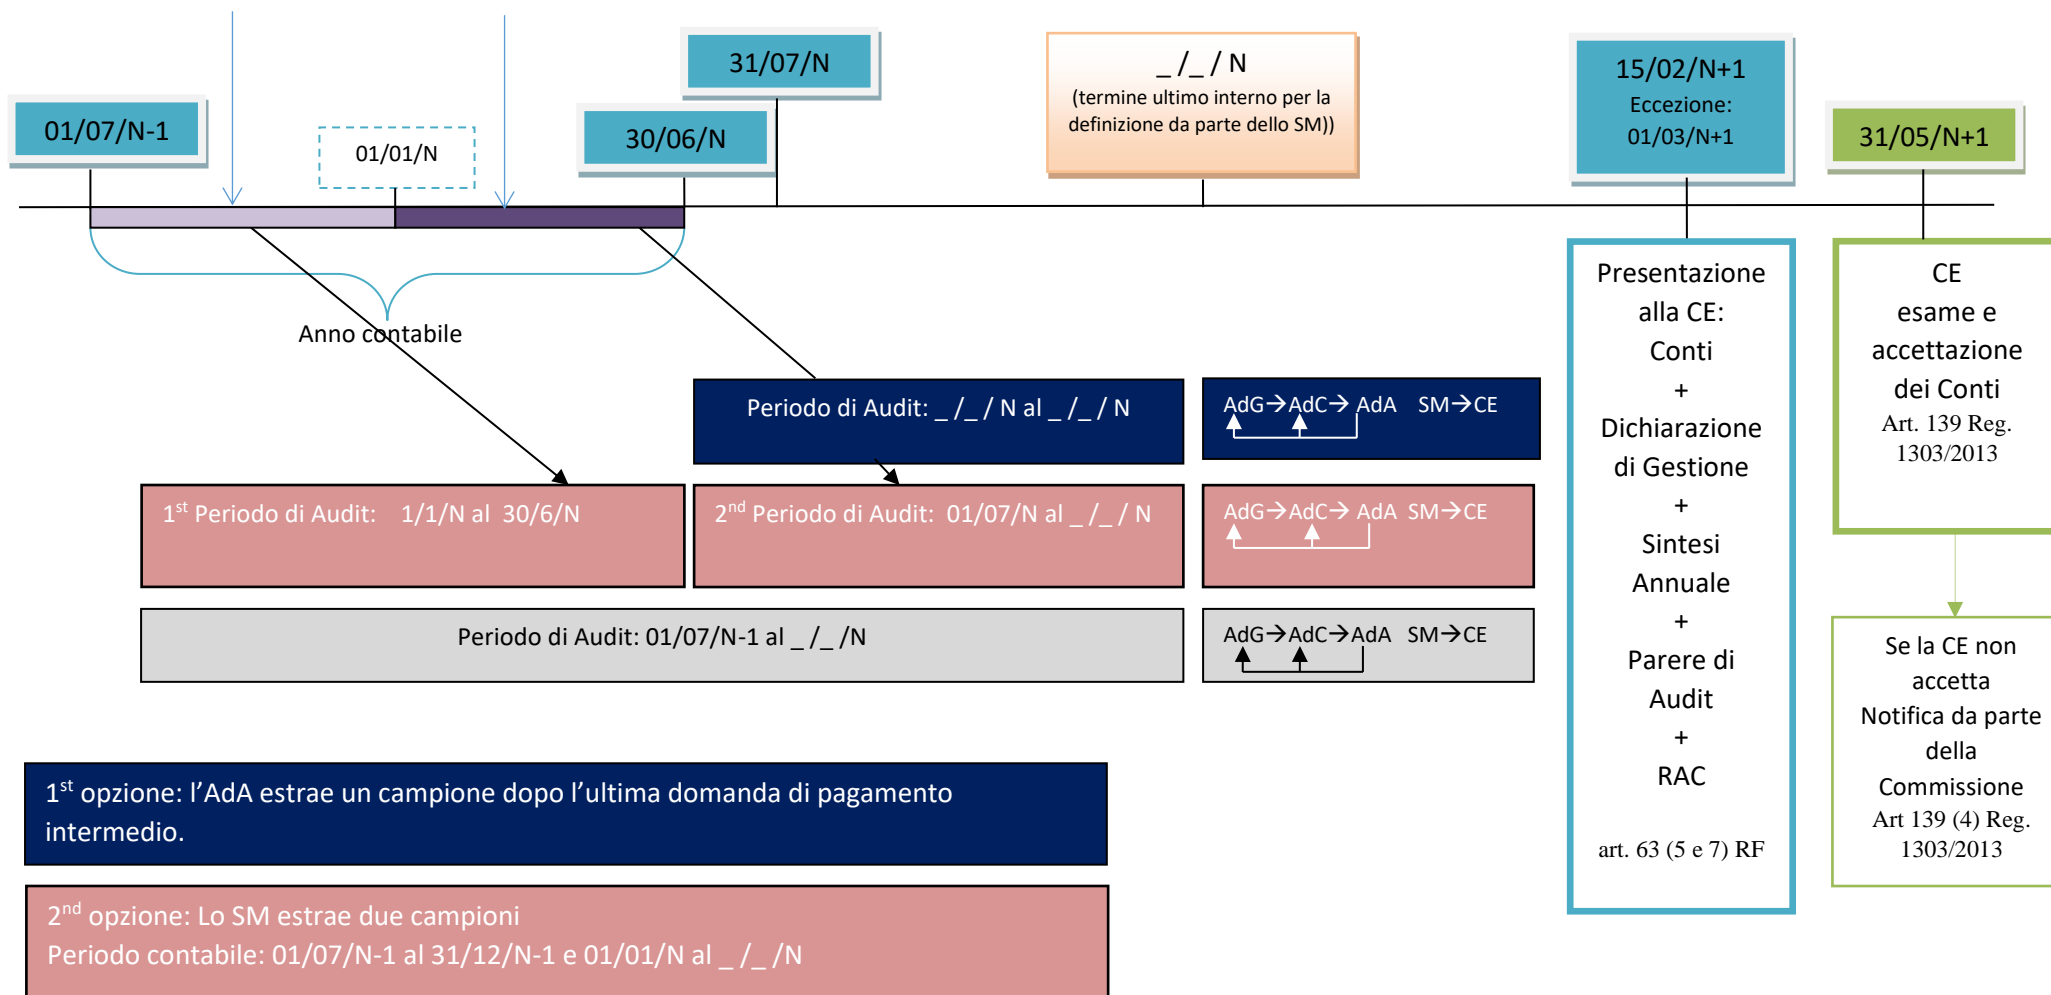 01/07/N-1
01/01/N
30/06/N
31/07/N
_ /_ / N
(termine ultimo interno per la
definizione da parte dello SM))
15/02/N+1
Eccezione:
01/03/N+1
31/05/N+1
Anno contabile
Periodo di Audit: _ /_ / N al _ /_ / N
AdG→AdC→ AdA SM→CE
1st Periodo di Audit: 1/1/N al 30/6/N
2nd Periodo di Audit: 01/07/N al _ /_ / N
AdG→AdC→ AdA SM→CE
Periodo di Audit: 01/07/N-1 al _ /_ /N
AdG→AdC→AdA SM→CE
Presentazione
alla CE:
Conti
+
Dichiarazione
di Gestione
+
Sintesi
Annuale
+
Parere di
Audit
+
RAC
art. 63 (5 e 7) RF
CE
esame e
accettazione
dei Conti
Art. 139 Reg.
1303/2013
Se la CE non
accetta
Notifica da parte
della
Commissione
Art 139 (4) Reg.
1303/2013
1st opzione: l’AdA estrae un campione dopo l’ultima domanda di pagamento
intermedio.
2nd opzione: Lo SM estrae due campioni
Periodo contabile: 01/07/N-1 al 31/12/N-1 e 01/01/N al _ /_ /N